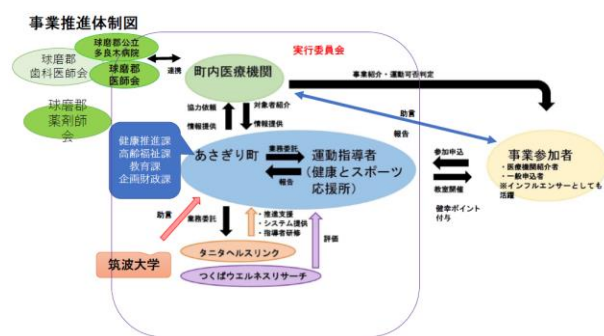 事業推進体制図
実行委員会
球磨郡公立
多良木病院
球磨郡
歯科医師会
球磨郡
医師会
連携
町内医療機関
事業紹介・運動可否判定
球磨郡
薬剤師
会
協力依頼
情報提供
対象者紹介
情報提供
助言
報告
健康推進課
高齢福祉課
教育課
企画財政課
あさぎり町
業務委託
報告
運動指導者
(健康とスポーツ
応援所)
参加申込
教室開催
健幸ポイント
付与
事業参加者
・医療機関紹介者
・一般申込者
※インフルエンサーとしても
活躍
助言
業務委託
・推進支援
・システム提供
・指導者研修
評価
筑波大学
タニタヘルスリンク
つくばウエルネスリサーチ